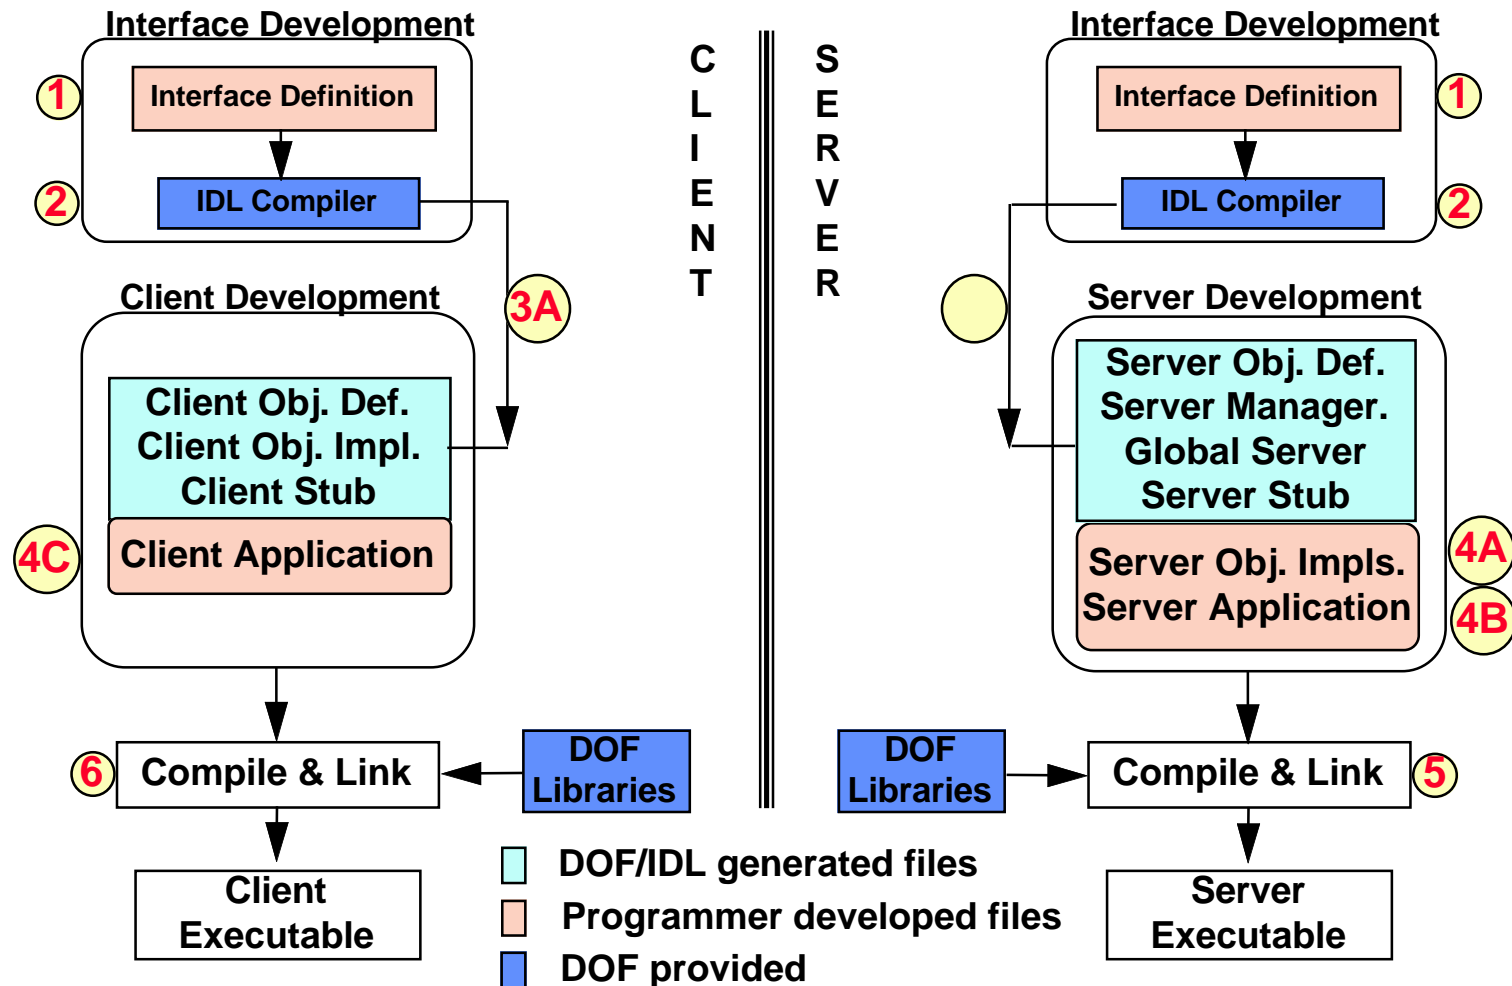 Interface Development
1
Interface Definition
2
IDL Compiler
3A
Client Development
Client Obj. Def.
Client Obj. Impl.
Client Stub
4C
Client Application
6
Compile & Link
DOF
Libraries
Client
Executable
C
L
I
E
N
T
S
E
R
V
E
R
Interface Development
Interface Definition
1
IDL Compiler
2
Server Development
Server Obj. Def.
Server Manager.
Global Server
Server Stub
Server Obj. Impls.
Server Application
4A
4B
DOF
Libraries
Compile & Link
5
Server
Executable
DOF/IDL generated files
Programmer developed files
DOF provided